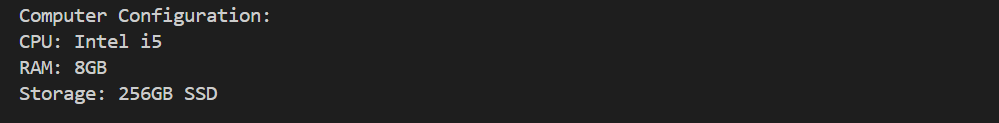 Computer Configuration:
CPU: Intel i5
RAM: 8GB
Storage: 256GB SSD